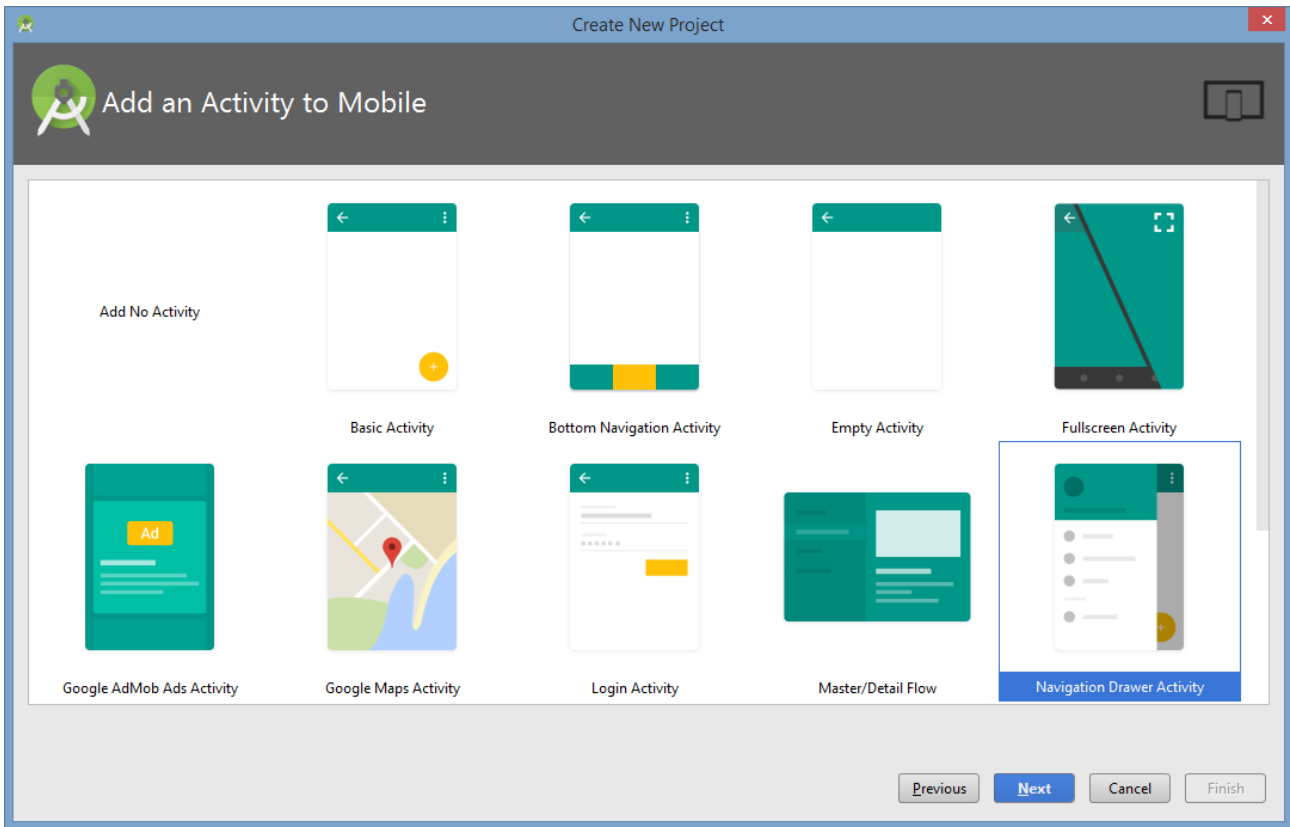 Create New Project
Add an Activity to Mobile
Add No Activity
Basic Activity
Bottom Navigation Activity
Empty Activity
Fullscreen Activity
Ad
Google AdMob Ads Activity
Google Maps Activity
Login Activity
Master/Detail Flow
Navigation Drawer Activity
Previous
Next
Cancel
Finish